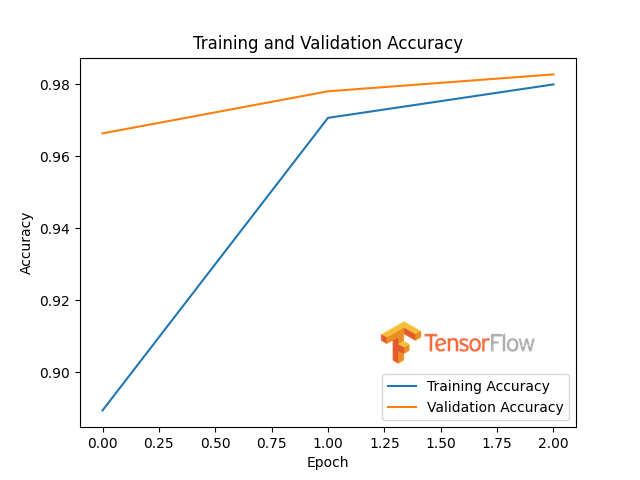 Training and Validation Accuracy
0.98
0.96
0.94
0.92
0.90
Accuracy
TensorFlow
Training Accuracy
Validation Accuracy
0.00 0.25 0.50 0.75 1.00 1.25 1.50 1.75 2.00
Epoch